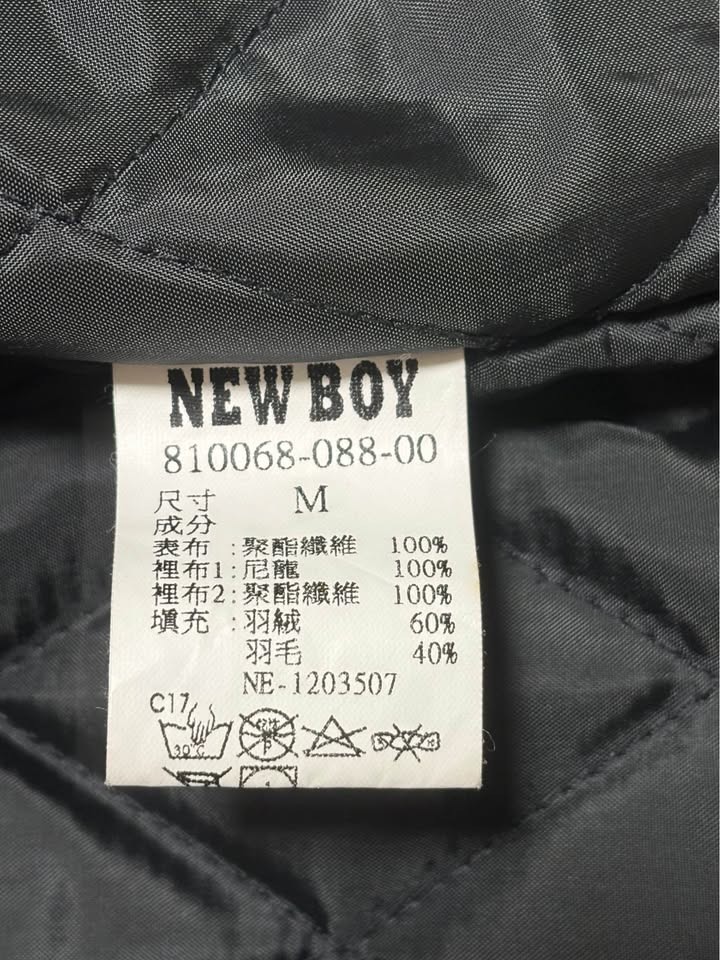 NEW BOY
810068-088-00
尺寸 M
成分
表布 : 聚酯纖維 100%
裡布1 : 尼龍 100%
裡布2 : 聚酯纖維 100%
填充 : 羽絨 60%
羽毛 40%
NE-1203507
C17
30°C